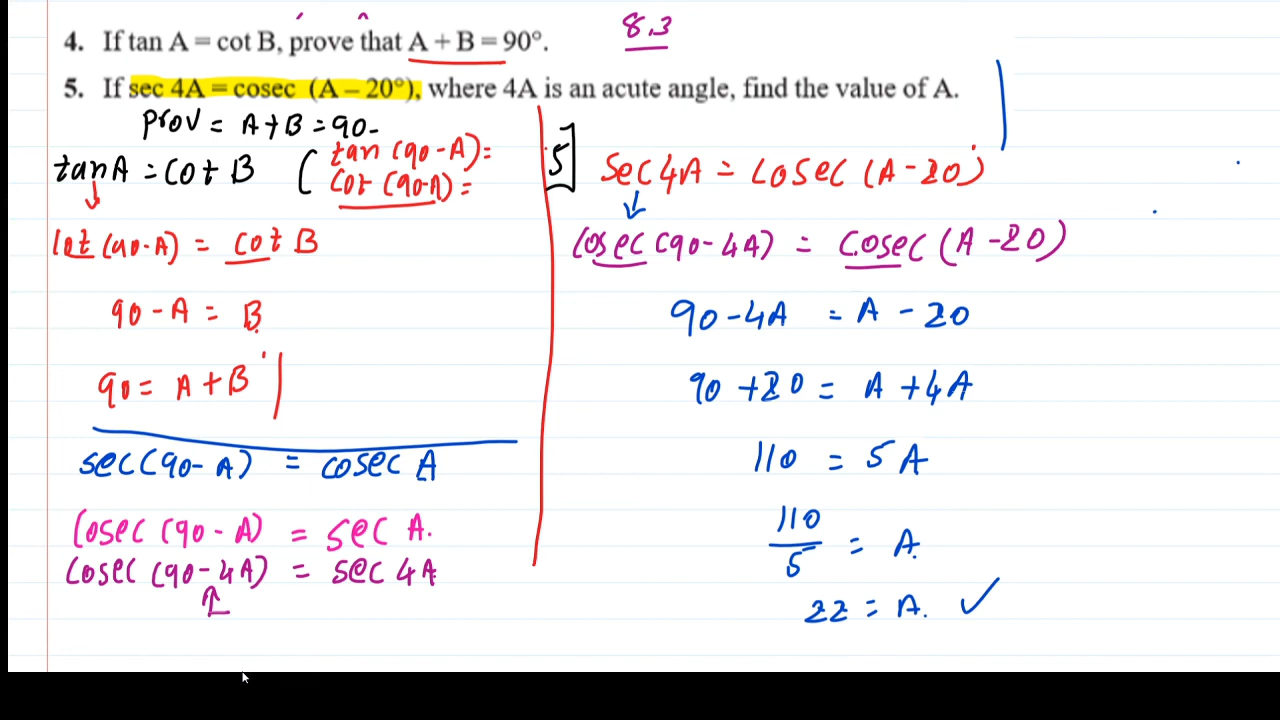 8.3
4. If tan A = cot B, prove that A + B = 90°.
5. If sec 4A = cosec (A – 20°), where 4A is an acute angle, find the value of A.
prov = A+B=90-
tanA = cot B ( tan (90-A)=
cot (90-A) =
cot (90-A) = cot B
90 - A = B
90 = A + B
sec(90-A) = cosec A
cosec (90-A) = sec A.
cosec (90-4A) = sec 4A
5] sec 4A = cosec (A-20)
cosec (90-4A) = cosec (A-20)
90-4A = A - 20
90 +20 = A +4A
110 = 5A
110
5 = A.
22 = A. ✓